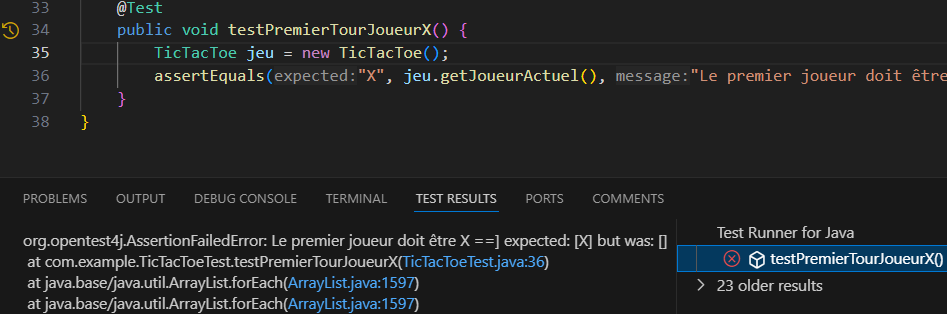 33 @Test
34 public void testPremierTourJoueurX() {
35 TicTacToe jeu = new TicTacToe();
36 assertEquals(expected:"X", jeu.getJoueurActuel(), message:"Le premier joueur doit être
37 }
38 }
PROBLEMS OUTPUT DEBUG CONSOLE TERMINAL TEST RESULTS PORTS COMMENTS
org.opentest4j.AssertionFailedError: Le premier joueur doit être X ==] expected: [X] but was: []
at com.example.TicTacToeTest.testPremierTourJoueurX(TicTacToeTest.java:36)
at java.base/java.util.ArrayList.forEach(ArrayList.java:1597)
at java.base/java.util.ArrayList.forEach(ArrayList.java:1597)
Test Runner for Java
testPremierTourJoueurX()
23 older results